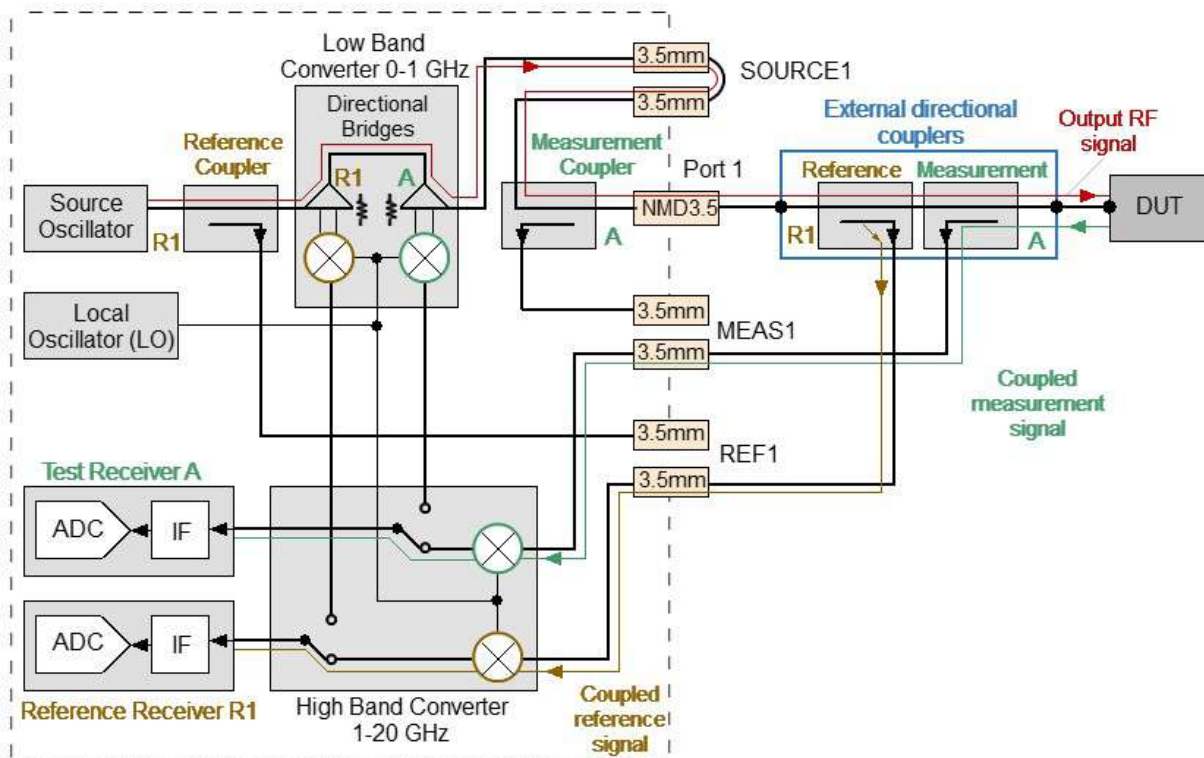 Low Band
Converter 0-1 GHz
Directional
Bridges
Reference
Coupler
R1
A
Measurement
Coupler
3.5mm
3.5mm
SOURCE1
External directional
couplers
Output RF
signal
Source
Oscillator
R1
A
Port 1
NMD3.5
Reference
Measurement
R1
A
DUT
Local
Oscillator (LO)
3.5mm
MEAS1
3.5mm
Coupled
measurement
signal
3.5mm
REF1
3.5mm
Test Receiver A
ADC
IF
ADC
IF
Reference Receiver R1
High Band Converter
1-20 GHz
Coupled
reference
signal